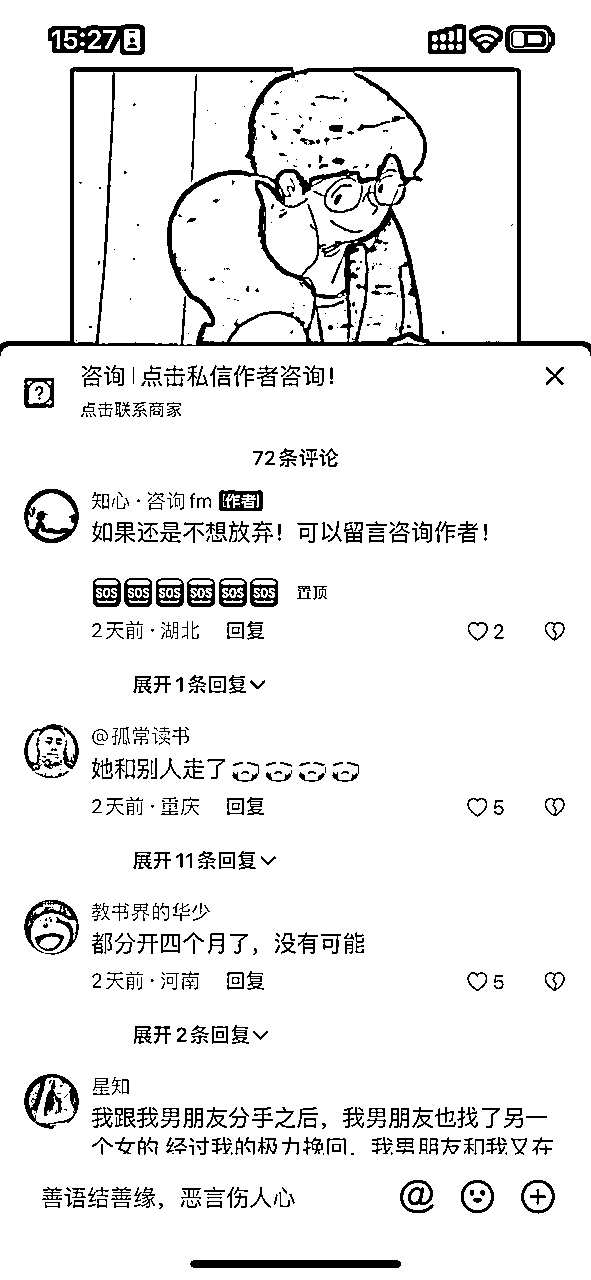 15:27
咨询|点击私信作者咨询!
点击联系商家
72条评论
知心·咨询fm 作者
如果还是不想放弃！可以留言咨询作者！
SOS SOS SOS SOS SOS SOS 置顶
2天前·湖北 回复 2
展开1条回复
@孤常读书
她和别人走了
2天前·重庆 回复 5
展开11条回复
教书界的华少
都分开四个月了，没有可能
2天前·河南 回复 5
展开2条回复
星知
我跟我男朋友分手之后，我男朋友也找了另一
个女的 经过我的极力挽回，我男朋友和我又在
善语结善缘，恶言伤人心